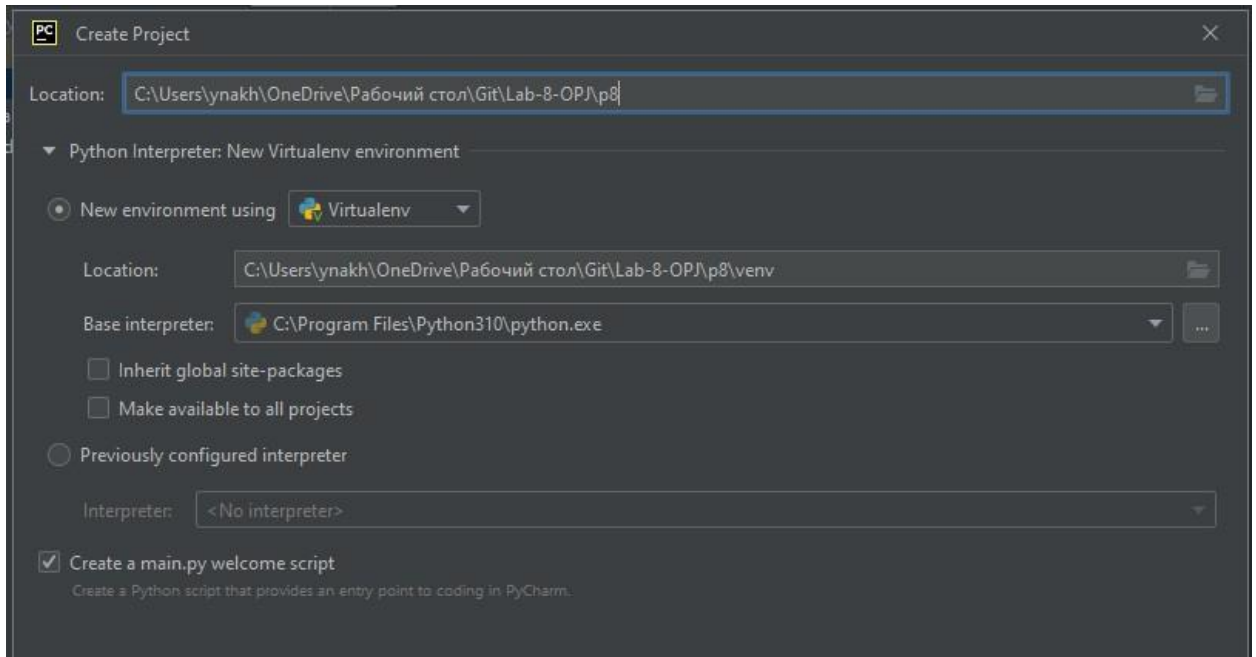 PC Create Project
Location: C:\Users\ynakh\OneDrive\Рабочий стол\Git\Lab-8-OPJ\p8
Python Interpreter: New Virtualenv environment
New environment using Virtualenv
Location: C:\Users\ynakh\OneDrive\Рабочий стол\Git\Lab-8-OPJ\p8\venv
Base interpreter: C:\Program Files\Python310\python.exe ...
Inherit global site-packages
Make available to all projects
Previously configured interpreter
Interpreter: <No interpreter>
Create a main.py welcome script
Create a Python script that provides an entry point to coding in PyCharm.